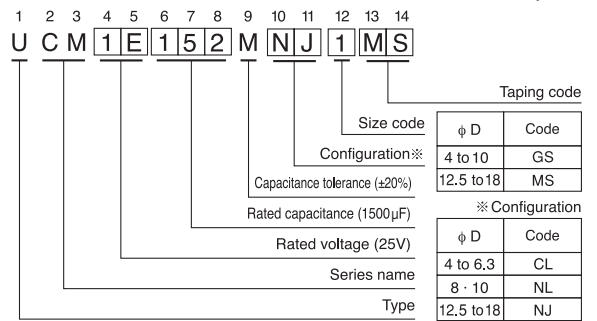 1 2 3 4 5 6 7 8 9 10 11 12 13 14
U C M 1 E 1 5 2 M N J 1 M S
Taping code
φ D Code
4 to 10 GS
12.5 to 18 MS
Size code
Configuration※
Capacitance tolerance (±20%)
Rated capacitance (1500µF)
Rated voltage (25V)
Series name
Type
※Configuration
φ D Code
4 to 6.3 CL
8 · 10 NL
12.5 to 18 NJ